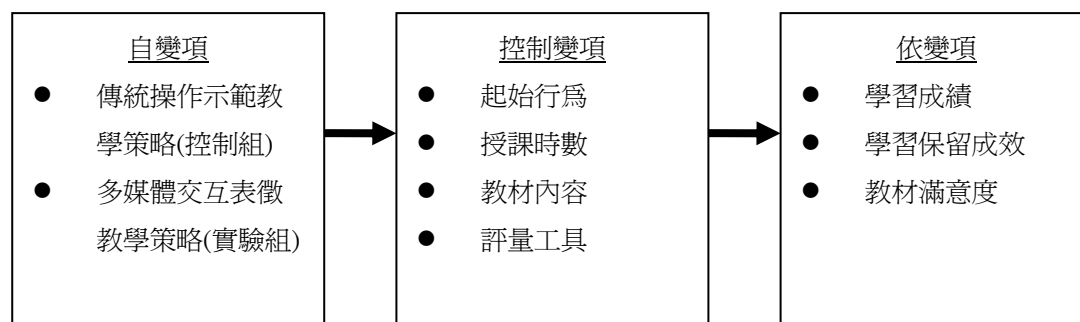 自變項
● 傳統操作示範教
學策略(控制組)
● 多媒體交互表徵
教學策略(實驗組)
控制變項
● 起始行為
● 授課時數
● 教材內容
● 評量工具
依變項
● 學習成績
● 學習保留成效
● 教材滿意度